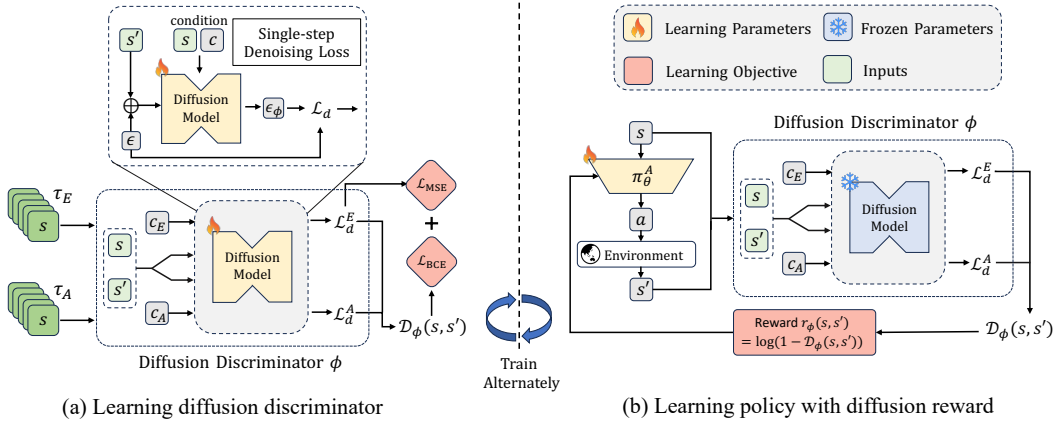 condition
s′
s
c
Single-step
Denoising Loss
Diffusion
Model
ϵ
ϵ_ϕ
ℒ_d
τ_E
s
τ_A
s
s
s′
c_E
c_A
Diffusion
Model
ℒ_d^E
ℒ_d^A
ℒ_MSE
+
ℒ_BCE
𝒟_ϕ(s, s′)
Diffusion Discriminator ϕ
(a) Learning diffusion discriminator
Train
Alternately
Learning Parameters
Frozen Parameters
Learning Objective
Inputs
Diffusion Discriminator ϕ
s
π_θ^A
a
Environment
s′
s
s′
c_E
c_A
Diffusion
Model
ℒ_d^E
ℒ_d^A
𝒟_ϕ(s, s′)
Reward r_ϕ(s, s′)
= log(1 − 𝒟_ϕ(s, s′))
(b) Learning policy with diffusion reward